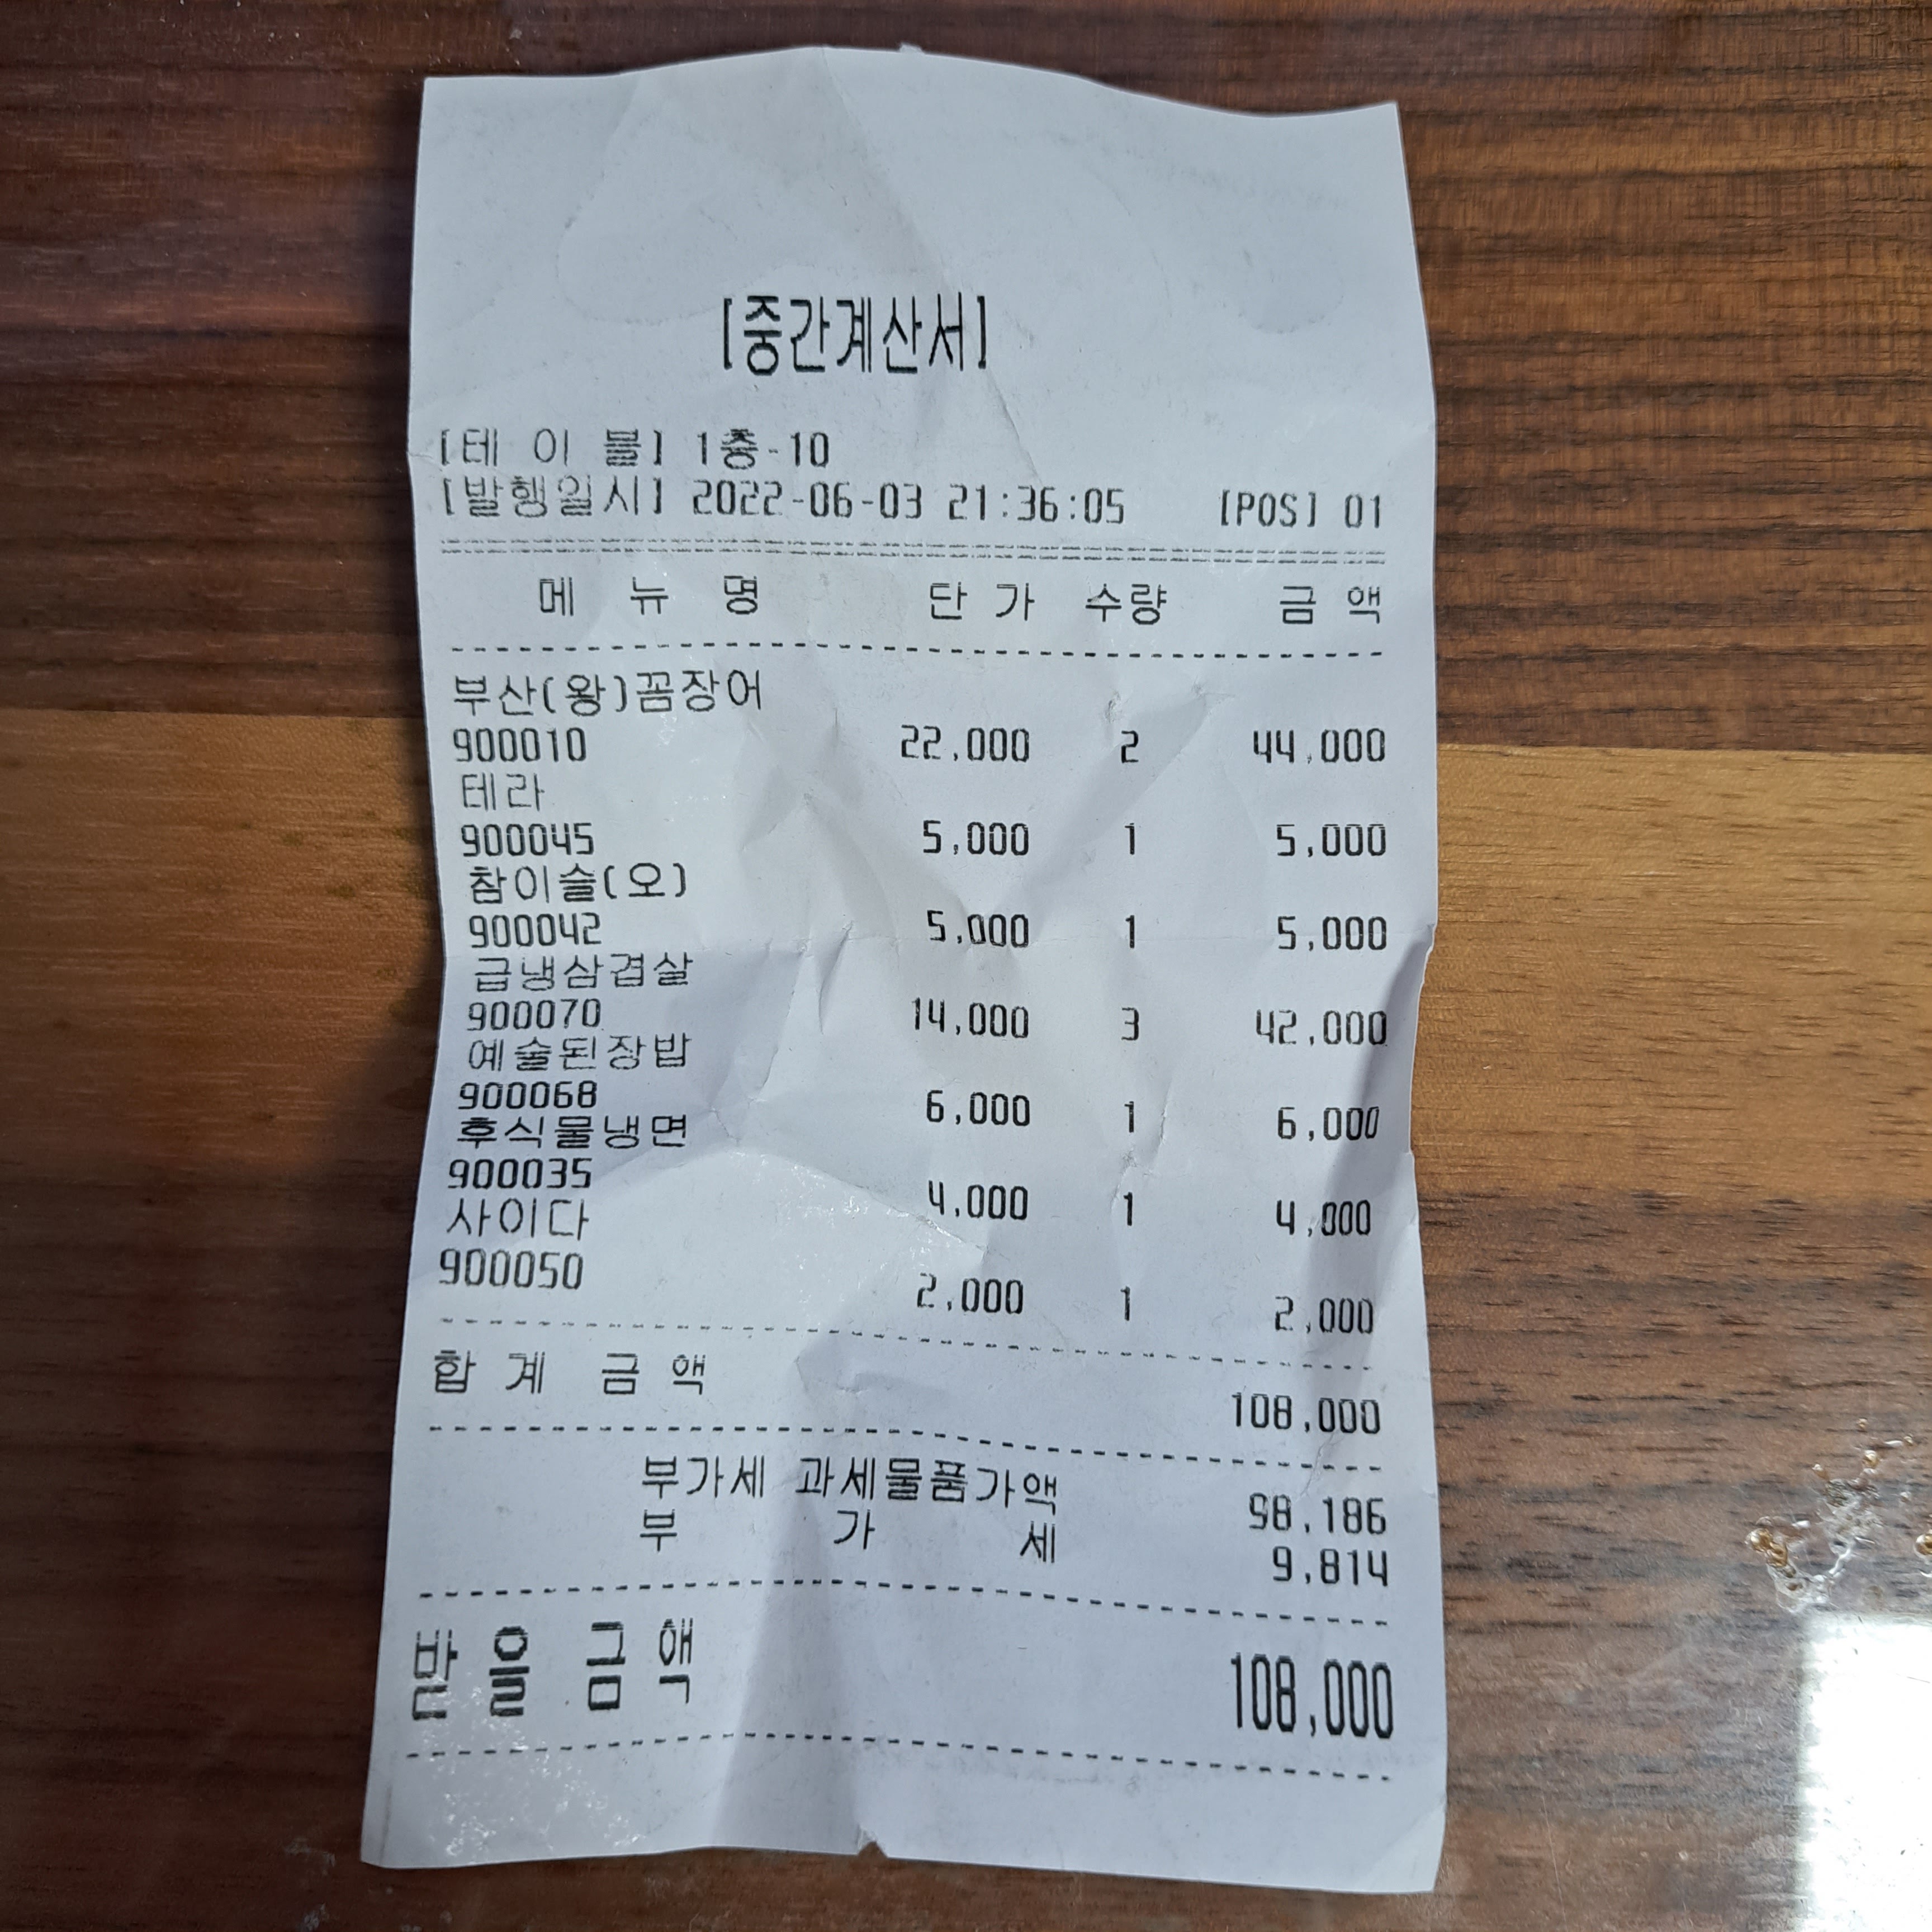 [중간계산서]
[테 이 블] 1층-10
[발행일시] 2022-06-03 21:36:05 [POS] 01
메 뉴 명 단 가 수량 금 액
부산(왕)꼼장어
900010 22,000 2 44,000
테라
900045 5,000 1 5,000
참이슬(오)
900042 5,000 1 5,000
급냉삼겹살
900070 14,000 3 42,000
예술된장밥
900068 6,000 1 6,000
후식물냉면
900035 4,000 1 4,000
사이다
900050 2,000 1 2,000
합 계 금 액 108,000
부가세 과세물품가액 98,186
부 가 세 9,814
받 을 금 액 108,000